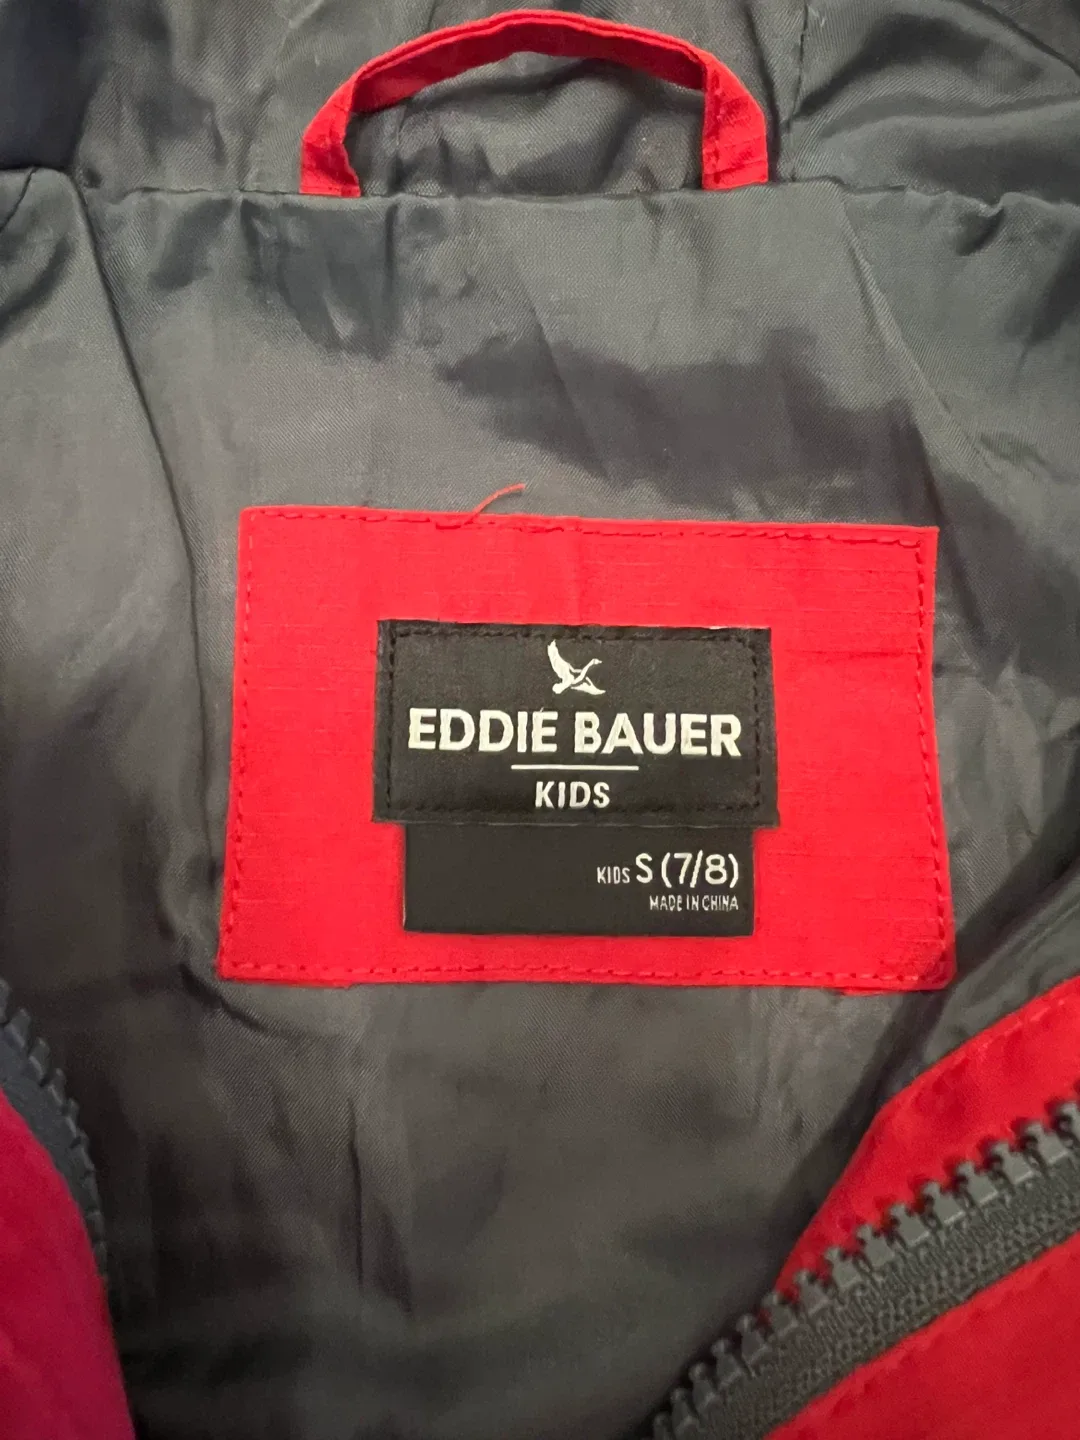 EDDIE BAUER
KIDS
KIDS S (7/8)
MADE IN CHINA